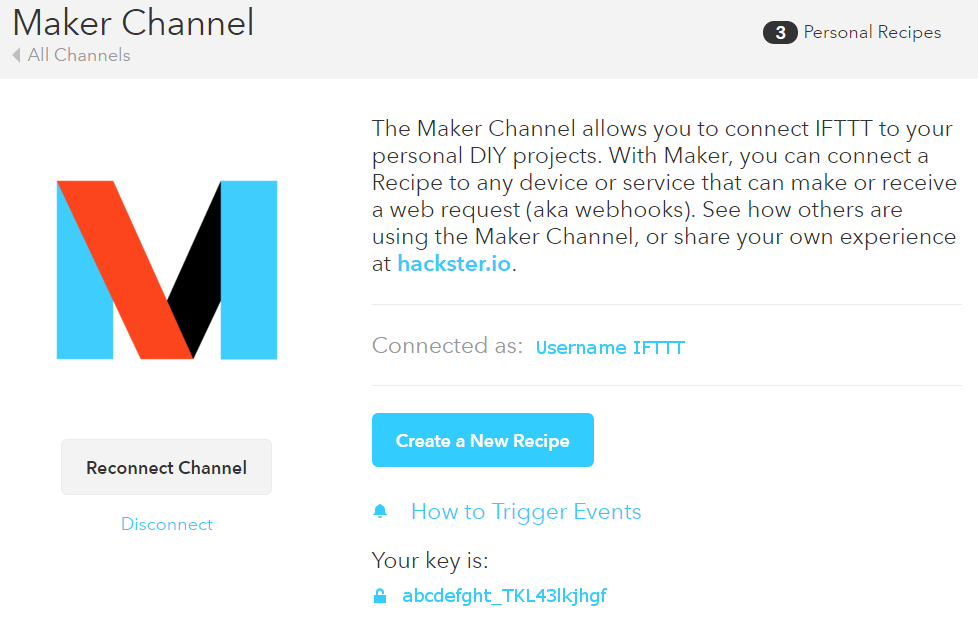 Maker Channel
All Channels
3 Personal Recipes
The Maker Channel allows you to connect IFTTT to your
personal DIY projects. With Maker, you can connect a
Recipe to any device or service that can make or receive
a web request (aka webhooks). See how others are
using the Maker Channel, or share your own experience
at hackster.io.
Connected as: Username IFTTT
Create a New Recipe
Reconnect Channel
How to Trigger Events
Disconnect
Your key is:
abcdefght_TKL43lkjhgf